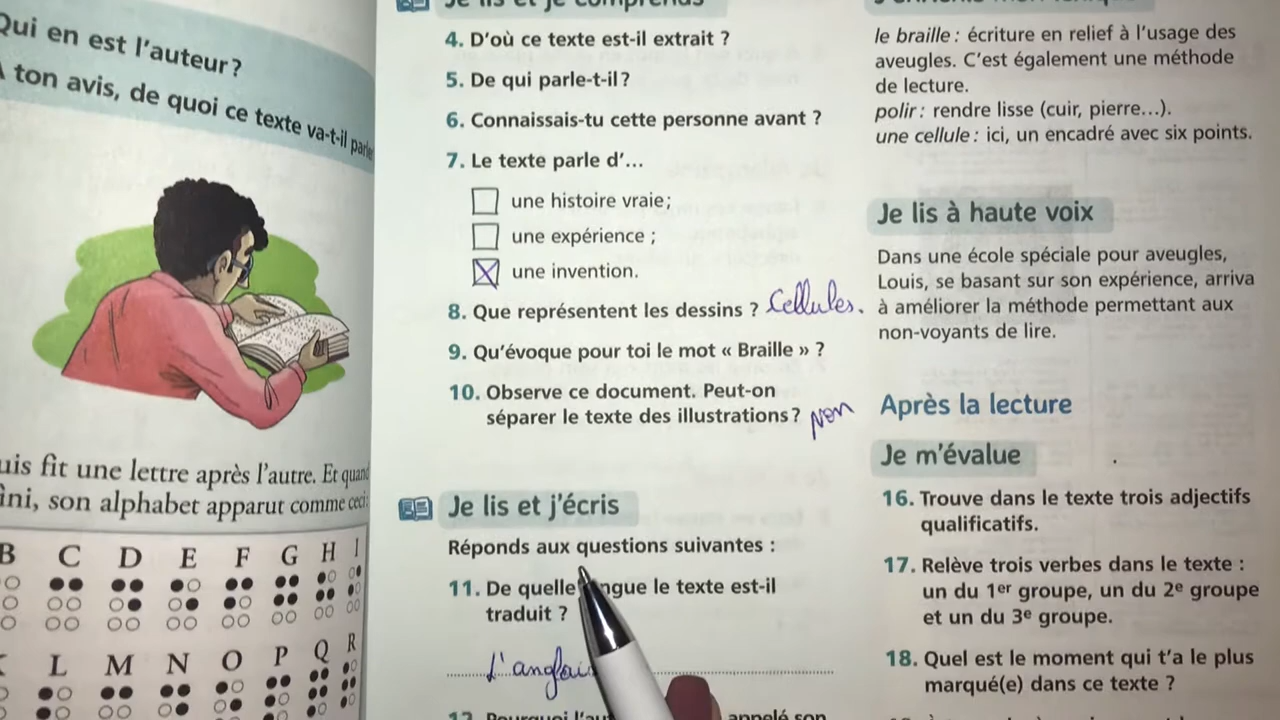 Qui en est l'auteur?
A ton avis, de quoi ce texte va-t-il parler
uis fit une lettre après l'autre. Et quand
ini, son alphabet apparut comme ceci:
B C D E F G H I
L M N O P Q R
Je lis et je comprends
4. D'où ce texte est-il extrait ?
5. De qui parle-t-il?
6. Connaissais-tu cette personne avant ?
7. Le texte parle d'...
une histoire vraie;
une expérience ;
une invention.
8. Que représentent les dessins ? Cellules.
9. Qu'évoque pour toi le mot « Braille » ?
10. Observe ce document. Peut-on
séparer le texte des illustrations? non
Je lis et j'écris
Réponds aux questions suivantes :
11. De quelle langue le texte est-il
traduit ?
L'anglais
12. Pourquoi appelé son
le braille : écriture en relief à l'usage des
aveugles. C'est également une méthode
de lecture.
polir : rendre lisse (cuir, pierre...).
une cellule : ici, un encadré avec six points.
Je lis à haute voix
Dans une école spéciale pour aveugles,
Louis, se basant sur son expérience, arriva
à améliorer la méthode permettant aux
non-voyants de lire.
Après la lecture
Je m'évalue
16. Trouve dans le texte trois adjectifs
qualificatifs.
17. Relève trois verbes dans le texte :
un du 1er groupe, un du 2e groupe
et un du 3e groupe.
18. Quel est le moment qui t'a le plus
marqué(e) dans ce texte ?